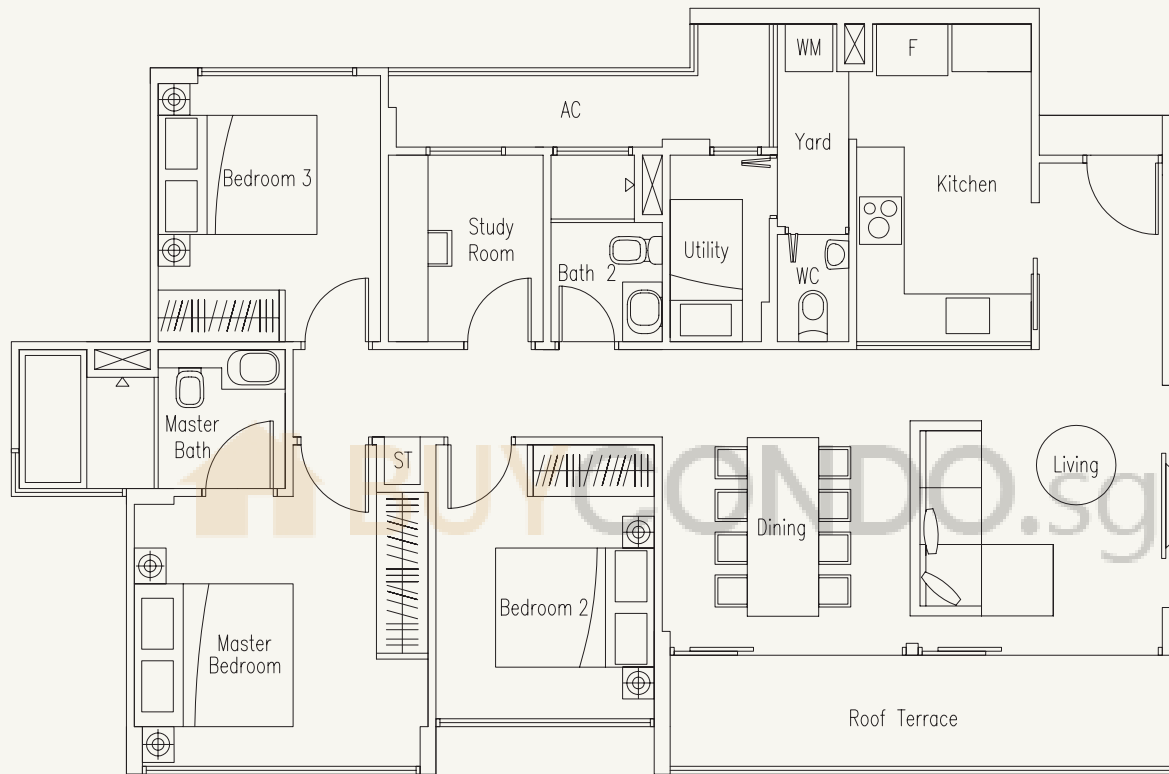 WM
F
AC
Yard
Bedroom 3
Kitchen
Study
Room
Utility
Bath 2
WC
Master
Bath
ST
Living
BUYCONDO.sg
Dining
Bedroom 2
Master
Bedroom
Roof Terrace